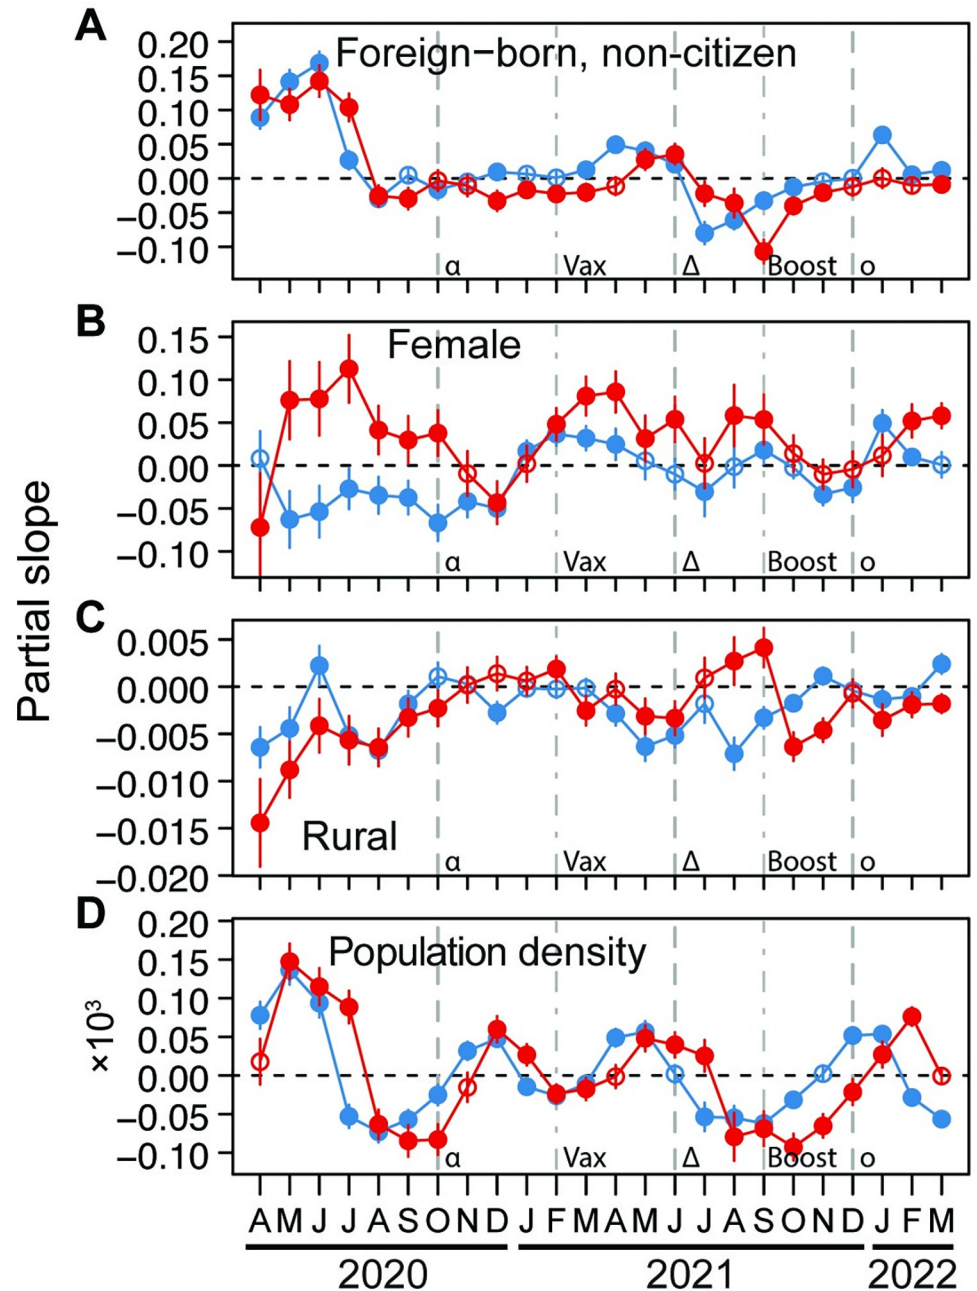 A
Foreign−born, non−citizen
0.20
0.15
0.10
0.05
0.00
−0.05
−0.10
α Vax Δ Boost o
B
Female
0.15
0.10
0.05
0.00
−0.05
−0.10
α Vax Δ Boost o
Partial slope
C
0.005
0.000
−0.005
−0.010
−0.015
−0.020
Rural
α Vax Δ Boost o
D
Population density
×10³
0.20
0.15
0.10
0.05
0.00
−0.05
−0.10
α Vax Δ Boost o
A M J J A S O N D J F M A M J J A S O N D J F M
2020 2021 2022